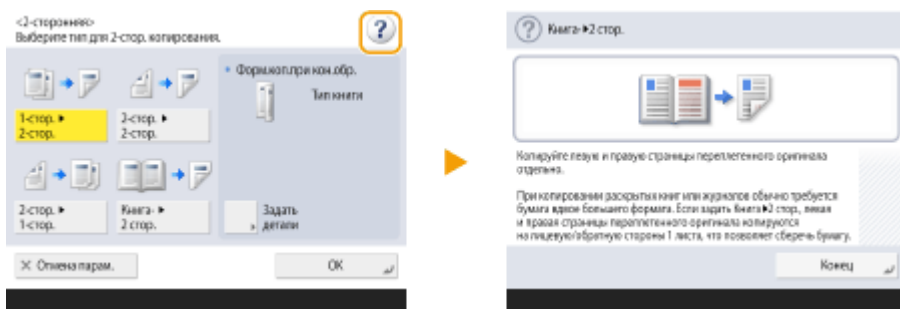 <2-сторонняя>
Выберите тип для 2-стор. копирования.
?
• Форм.коп.при кон.обр.
Тип книги
1-стор. ▸
2-стор.
2-стор. ▸
2-стор.
2-стор. ▸
1-стор.
Книга- ▸
2 стор.
Задать
детали
× Отмена парам.
OK
? Книга-▸2 стор.
Копируйте левую и правую страницы переплетенного оригинала
отдельно.
При копировании раскрытых книг или журналов обычно требуется
бумага вдвое большего формата. Если задать Книга▸2 стор, левая
и правая страницы переплетенного оригинала копируются
на лицевую/обратную стороны 1 листа, что позволяет сберечь бумагу.
Конец